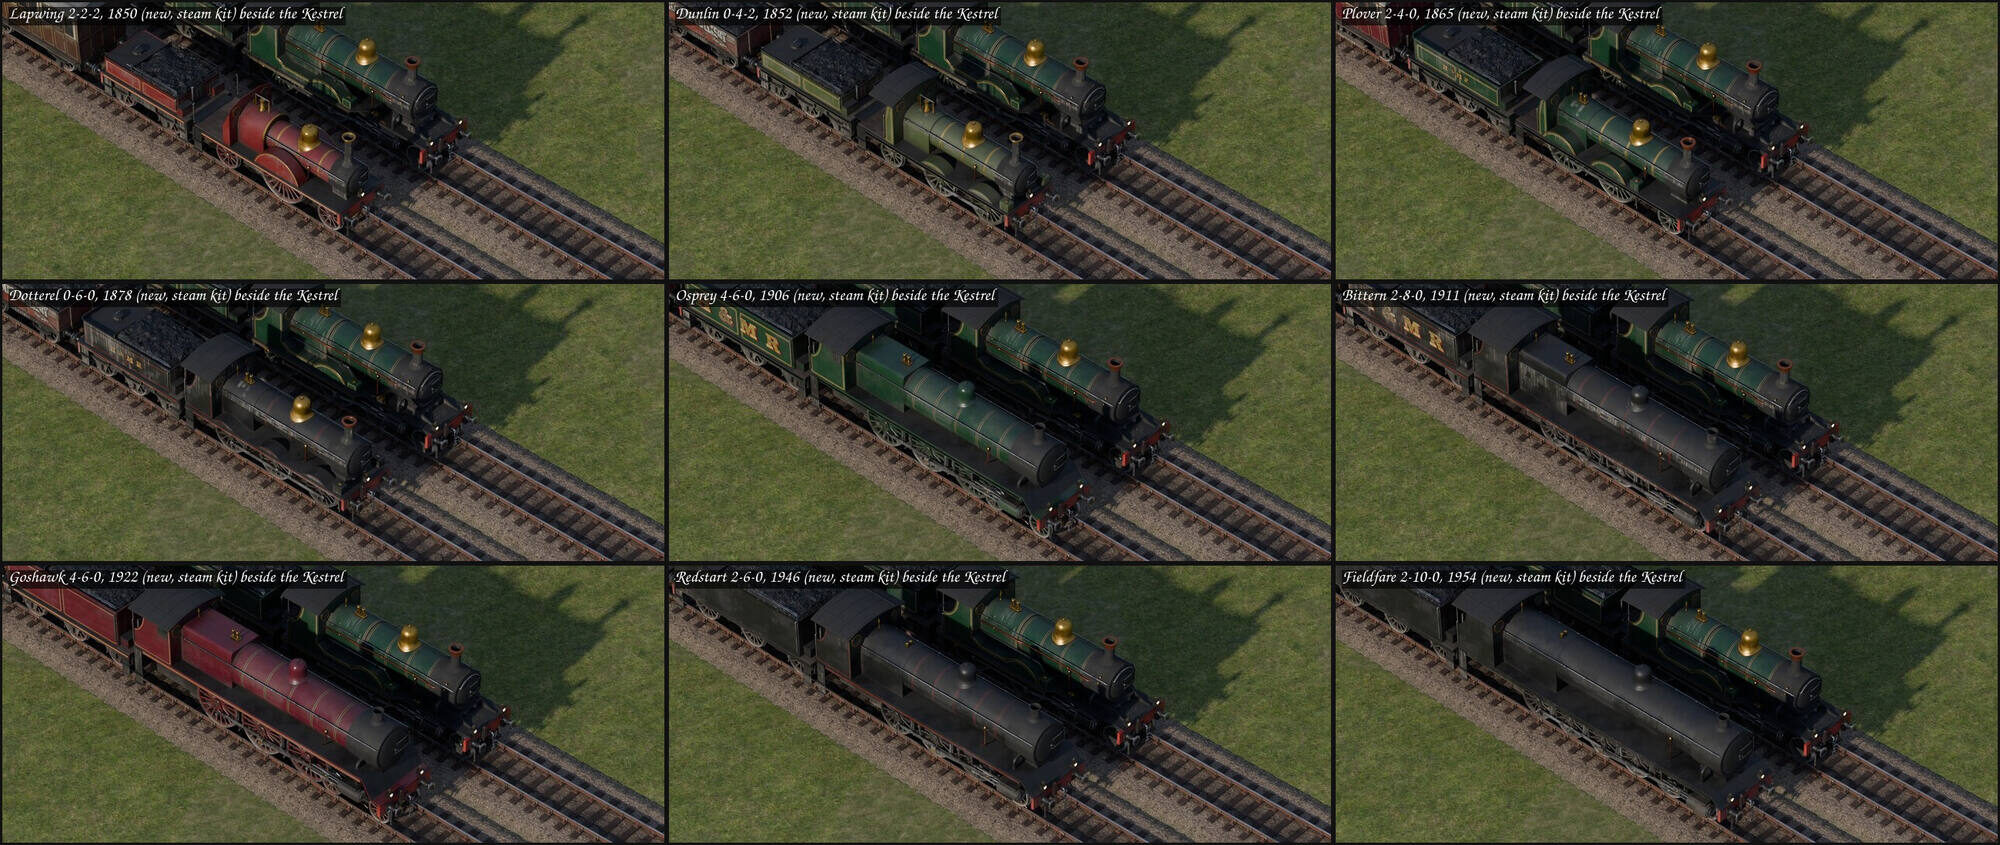 Lapwing 2-2-2, 1850 (new, steam kit) beside the Kestrel
Dunlin 0-4-2, 1852 (new, steam kit) beside the Kestrel
Plover 2-4-0, 1865 (new, steam kit) beside the Kestrel
Dotterel 0-6-0, 1878 (new, steam kit) beside the Kestrel
Osprey 4-6-0, 1906 (new, steam kit) beside the Kestrel
& M R
Bittern 2-8-0, 1911 (new, steam kit) beside the Kestrel
& M R
Goshawk 4-6-0, 1922 (new, steam kit) beside the Kestrel
Redstart 2-6-0, 1946 (new, steam kit) beside the Kestrel
Fieldfare 2-10-0, 1954 (new, steam kit) beside the Kestrel